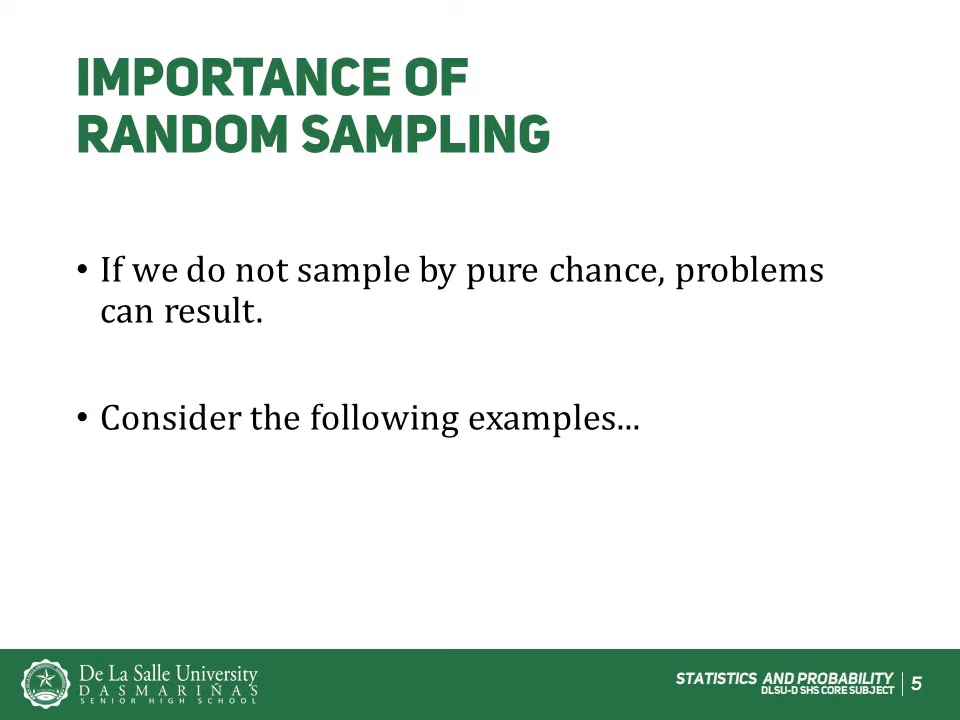 IMPORTANCE OF
RANDOM SAMPLING
• If we do not sample by pure chance, problems
can result.
• Consider the following examples...
De La Salle University
DASMARIÑAS
SENIOR HIGH SCHOOL
STATISTICS AND PROBABILITY
DLSU-D SHS CORE SUBJECT
5